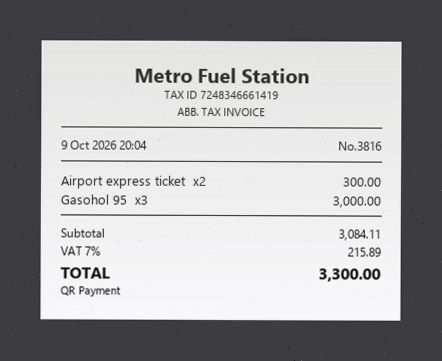 Metro Fuel Station
TAX ID 7248346661419
ABB. TAX INVOICE
9 Oct 2026 20:04 No.3816
Airport express ticket x2 300.00
Gasohol 95 x3 3,000.00
Subtotal 3,084.11
VAT 7% 215.89
TOTAL 3,300.00
QR Payment